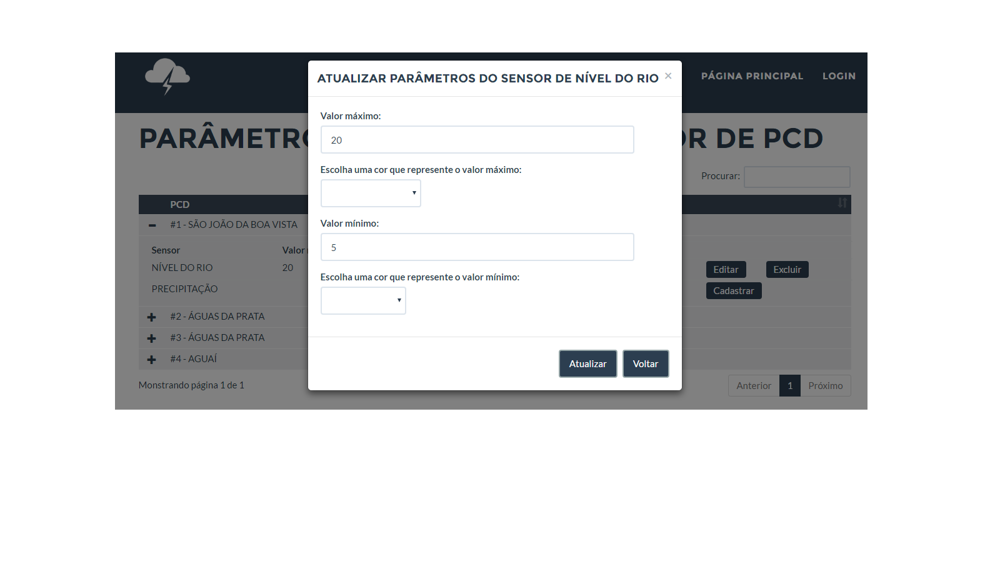 PÁGINA PRINCIPAL LOGIN
ATUALIZAR PARÂMETROS DO SENSOR DE NÍVEL DO RIO ×
OR DE PCD
Procurar:
PCD
#1 - SÃO JOÃO DA BOA VISTA
Sensor Valor
NÍVEL DO RIO 20 Editar Excluir
PRECIPITAÇÃO Cadastrar
#2 - ÁGUAS DA PRATA
#3 - ÁGUAS DA PRATA
#4 - AGUAÍ
Monstrando página 1 de 1 Anterior 1 Próximo
Valor máximo:
20
Escolha uma cor que represente o valor máximo:
Valor mínimo:
5
Escolha uma cor que represente o valor mínimo:
Atualizar Voltar